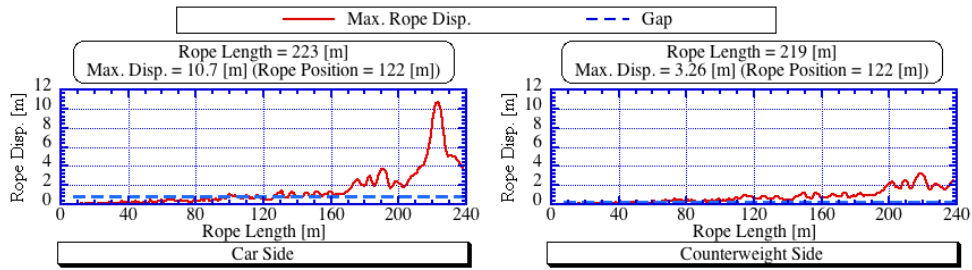 Max. Rope Disp. Gap
Rope Length = 223 [m]
Max. Disp. = 10.7 [m] (Rope Position = 122 [m])
Rope Disp. [m]
12
10
8
6
4
2
0
0 40 80 120 160 200 240
Rope Length [m]
Car Side
Rope Length = 219 [m]
Max. Disp. = 3.26 [m] (Rope Position = 122 [m])
Rope Disp. [m]
12
10
8
6
4
2
0
0 40 80 120 160 200 240
Rope Length [m]
Counterweight Side